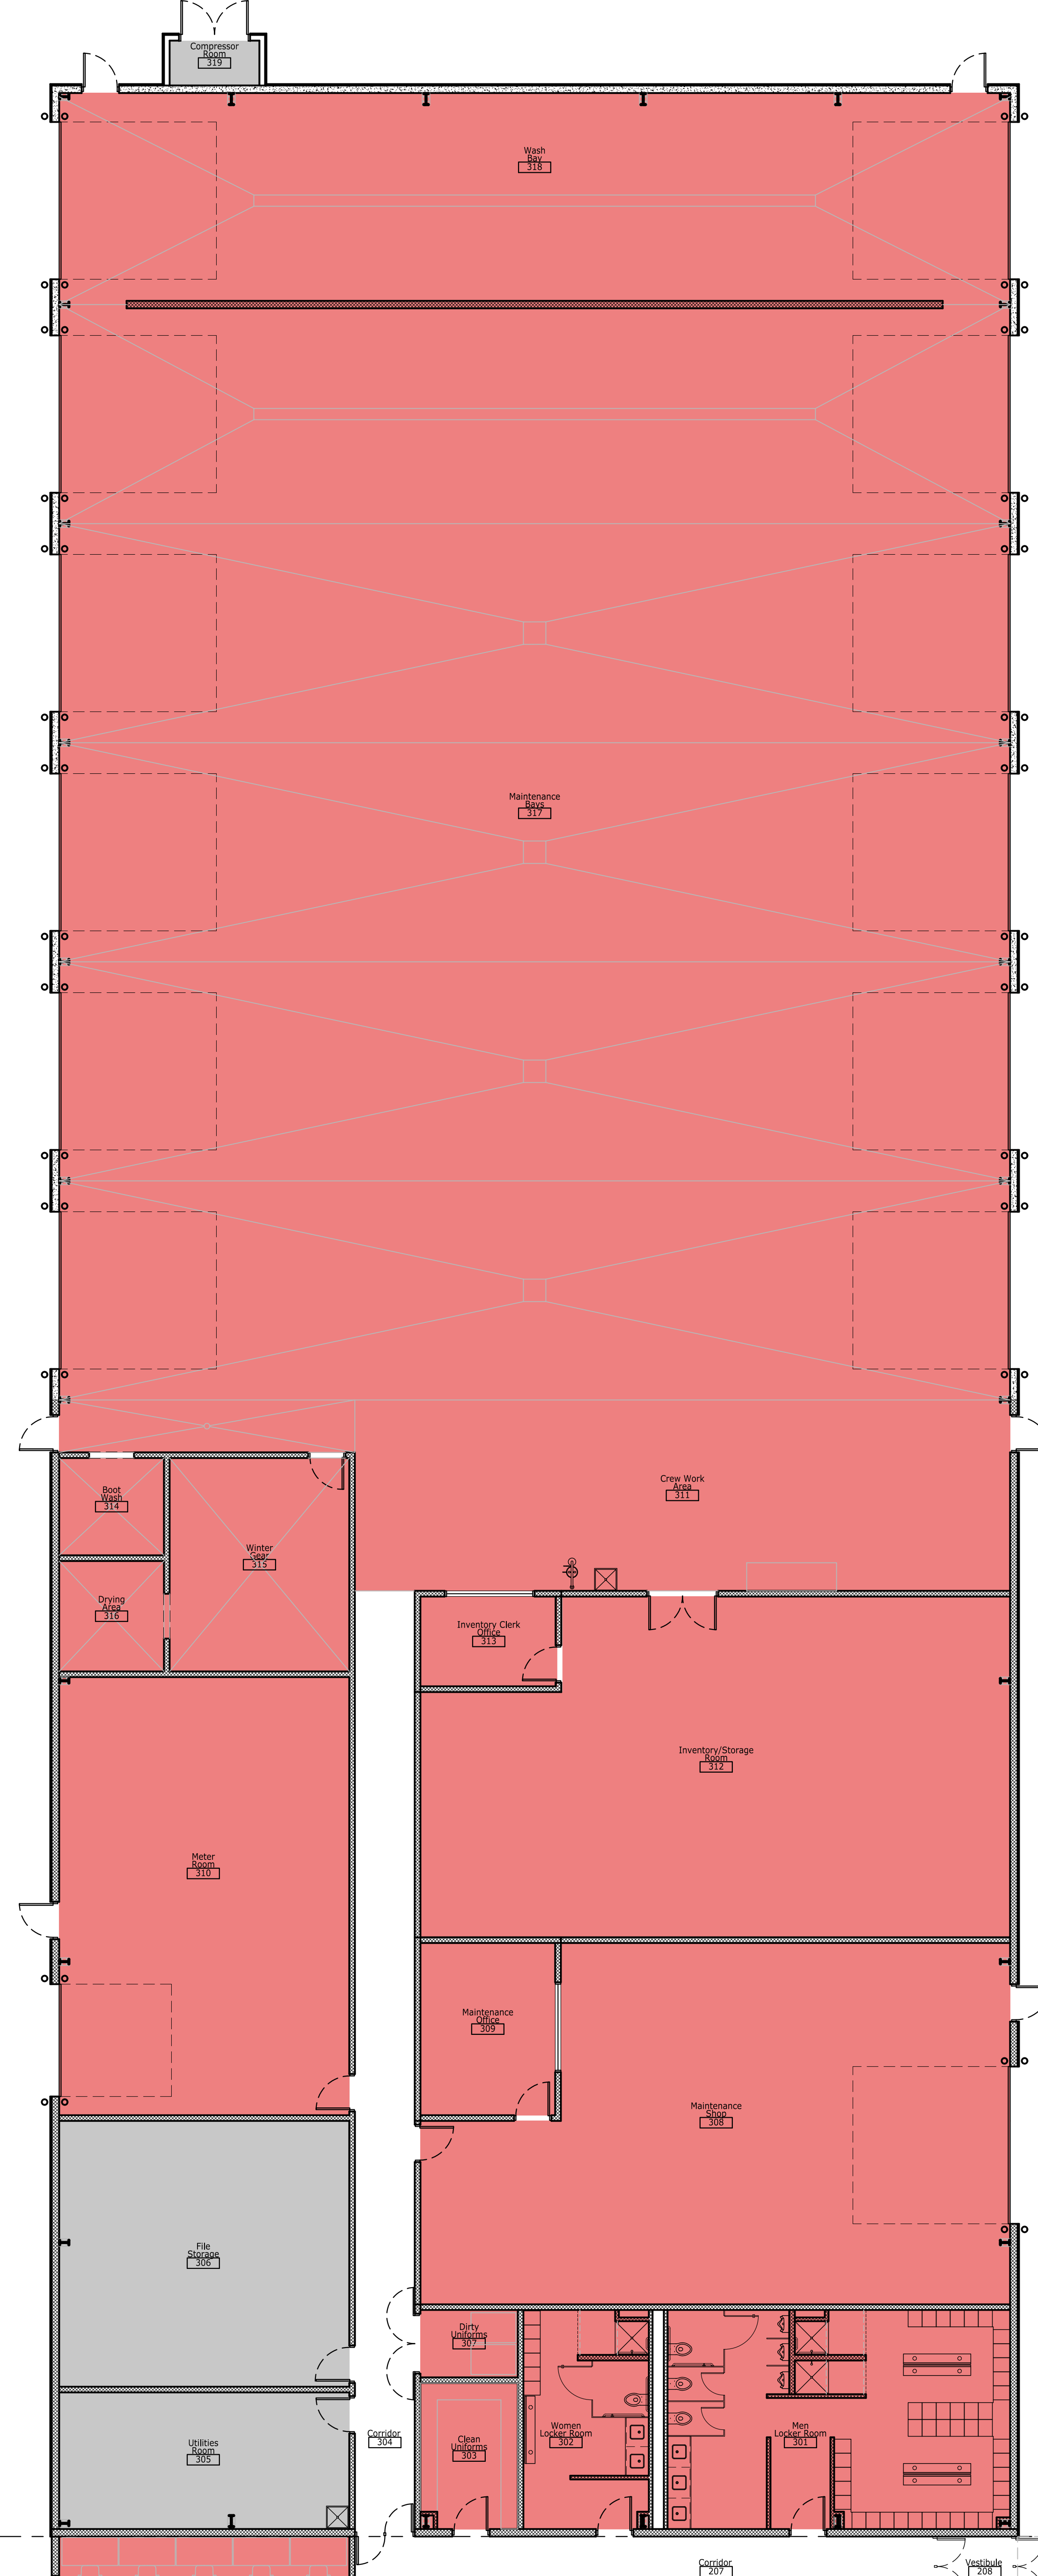 Compressor
Room
319
Wash
Bay
318
Maintenance
Bays
317
Crew Work
Area
311
Boot
Wash
314
Winter
Gear
315
Drying
Area
316
Inventory Clerk
Office
313
Inventory/Storage
Room
312
Meter
Room
310
Maintenance
Office
309
Maintenance
Shop
308
File
Storage
306
Dirty
Uniforms
307
Women
Locker Room
302
Men
Locker Room
301
Corridor
304
Clean
Uniforms
303
Utilities
Room
305
Corridor
207
Vestibule
208